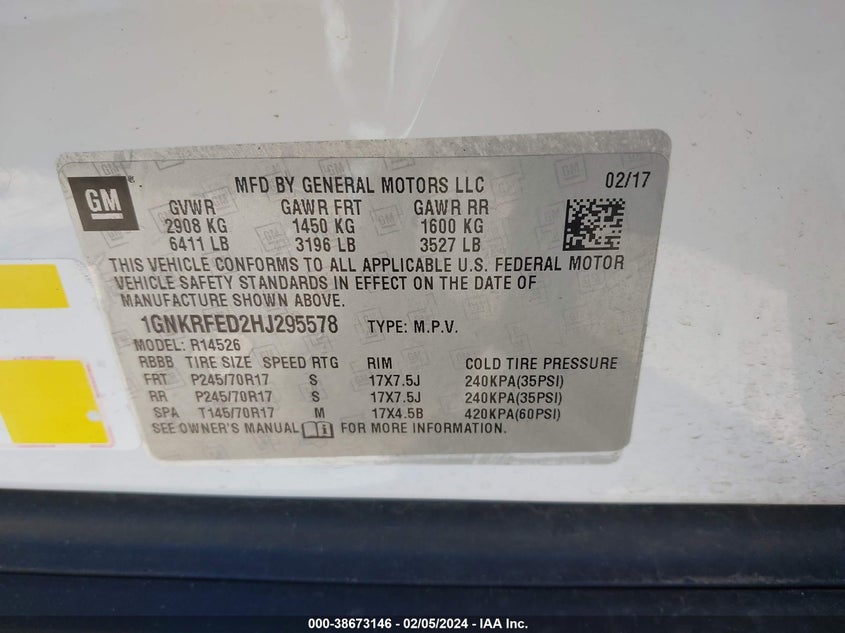 GM
MFD BY GENERAL MOTORS LLC 02/17
GVWR GAWR FRT GAWR RR
2908 KG 1450 KG 1600 KG
6411 LB 3196 LB 3527 LB
THIS VEHICLE CONFORMS TO ALL APPLICABLE U.S. FEDERAL MOTOR
VEHICLE SAFETY STANDARDS IN EFFECT ON THE DATE OF
MANUFACTURE SHOWN ABOVE.
1GNKRFED2HJ295578 TYPE: M.P.V.
MODEL: R14526
RBBB TIRE SIZE SPEED RTG RIM COLD TIRE PRESSURE
FRT P245/70R17 S 17X7.5J 240KPA(35PSI)
RR P245/70R17 S 17X7.5J 240KPA(35PSI)
SPA T145/70R17 M 17X4.5B 420KPA(60PSI)
SEE OWNER'S MANUAL FOR MORE INFORMATION.
000-38673146 — 02/05/2024 — IAA Inc.